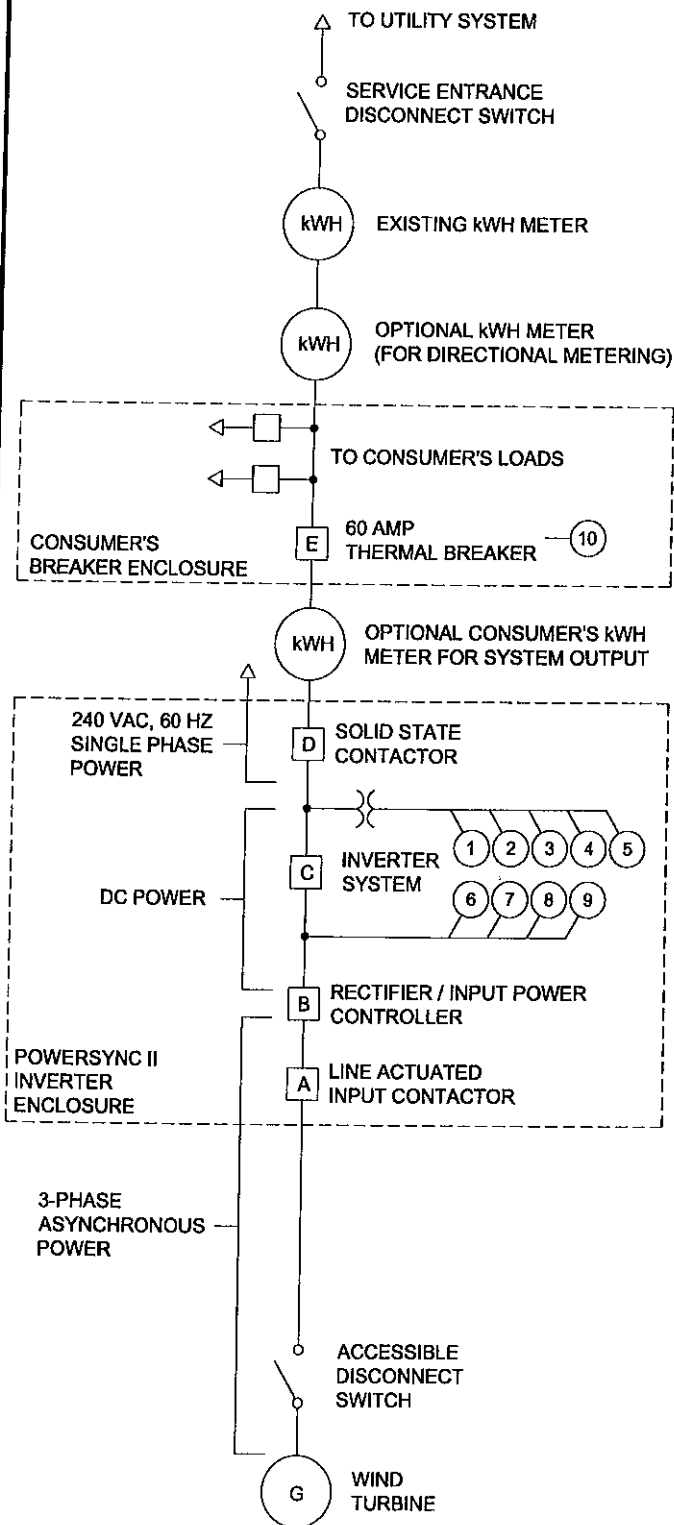 TO UTILITY SYSTEM
SERVICE ENTRANCE
DISCONNECT SWITCH
kWH
EXISTING kWH METER
kWH
OPTIONAL kWH METER
(FOR DIRECTIONAL METERING)
TO CONSUMER'S LOADS
E
60 AMP
THERMAL BREAKER
10
CONSUMER'S
BREAKER ENCLOSURE
kWH
OPTIONAL CONSUMER'S kWH
METER FOR SYSTEM OUTPUT
240 VAC, 60 HZ
SINGLE PHASE
POWER
D
SOLID STATE
CONTACTOR
1 2 3 4 5
DC POWER
C
INVERTER
SYSTEM
6 7 8 9
B
RECTIFIER / INPUT POWER
CONTROLLER
POWERSYNC II
INVERTER
ENCLOSURE
A
LINE ACTUATED
INPUT CONTACTOR
3-PHASE
ASYNCHRONOUS
POWER
ACCESSIBLE
DISCONNECT
SWITCH
G
WIND
TURBINE